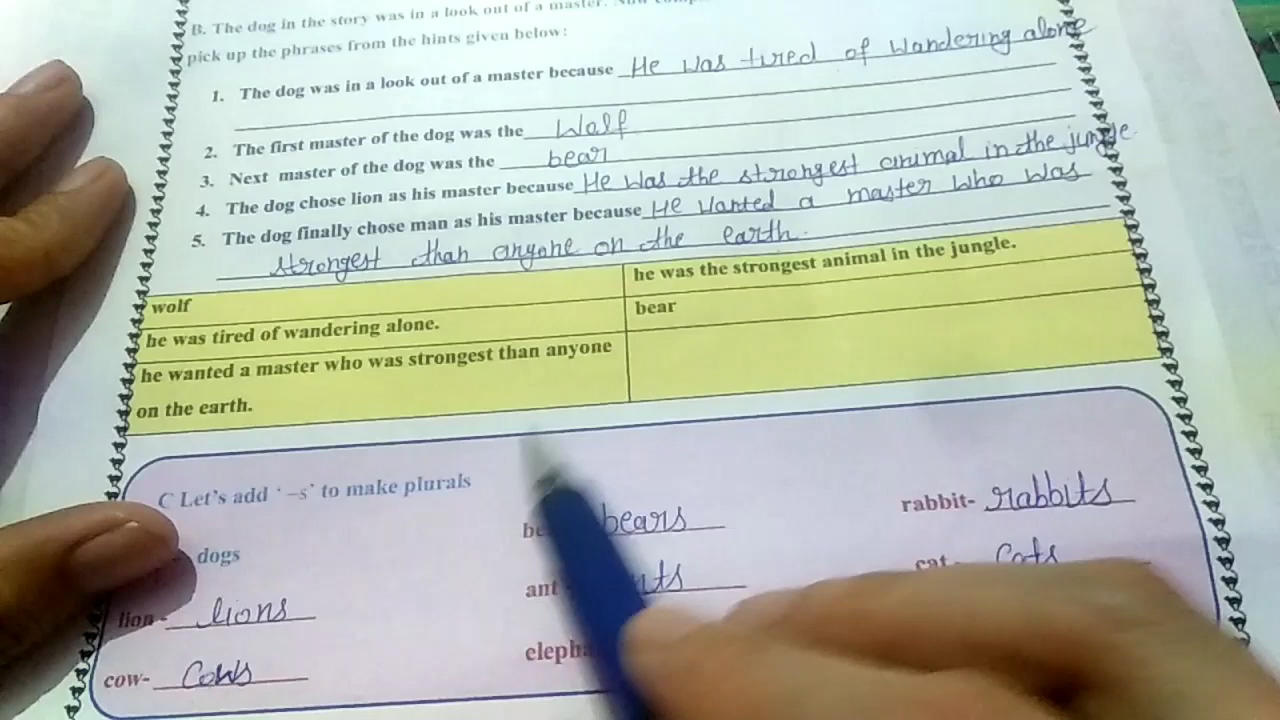 B. The dog in the story was in a look out of a master.
pick up the phrases from the hints given below:
1. The dog was in a look out of a master because He was tired of Wandering alone
2. The first master of the dog was the Wolf
3. Next master of the dog was the bear
4. The dog chose lion as his master because He was the strongest animal in the jungle.
5. The dog finally chose man as his master because He Wanted a master Who was
strongest than anyone on the earth.
wolf he was the strongest animal in the jungle.
he was tired of wandering alone. bear
he wanted a master who was strongest than anyone
on the earth.
C Let's add '–s' to make plurals
dogs bears rabbit- rabbits
lion - lions ant cat - Cats
cow- Cows